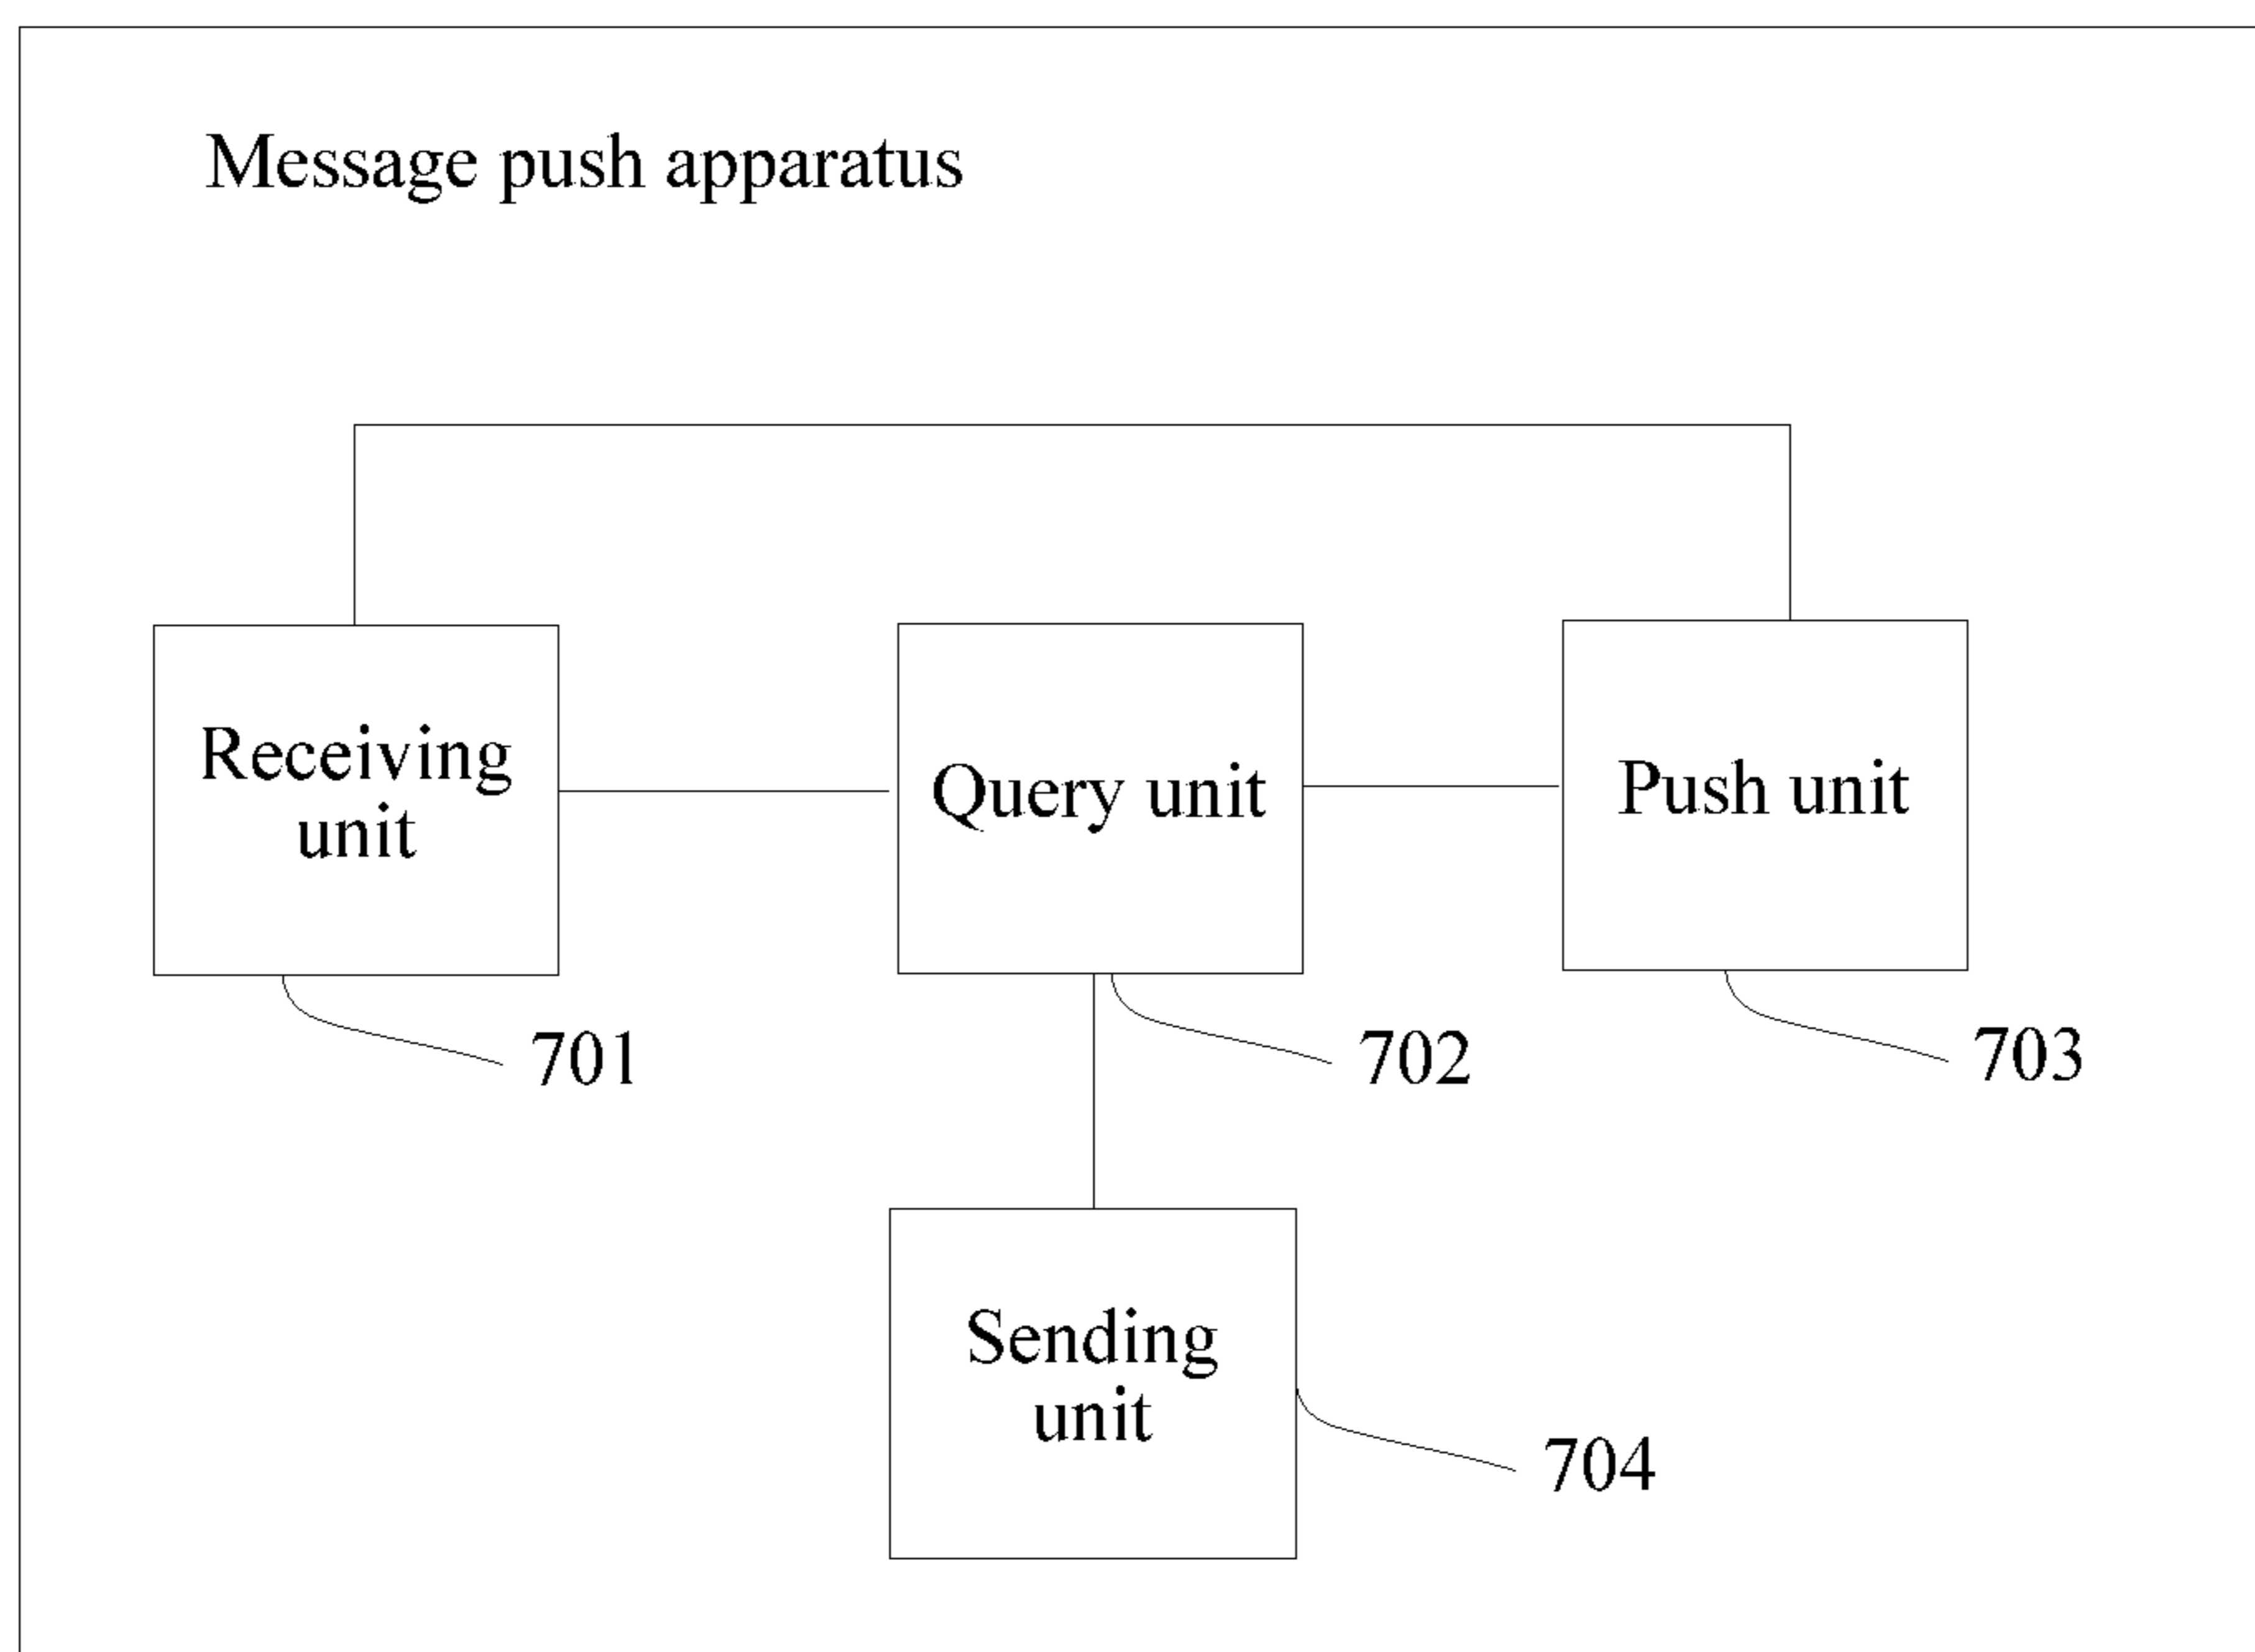 Message push apparatus
Receiving
unit
Query unit
Push unit
701
702
703
Sending
unit
704